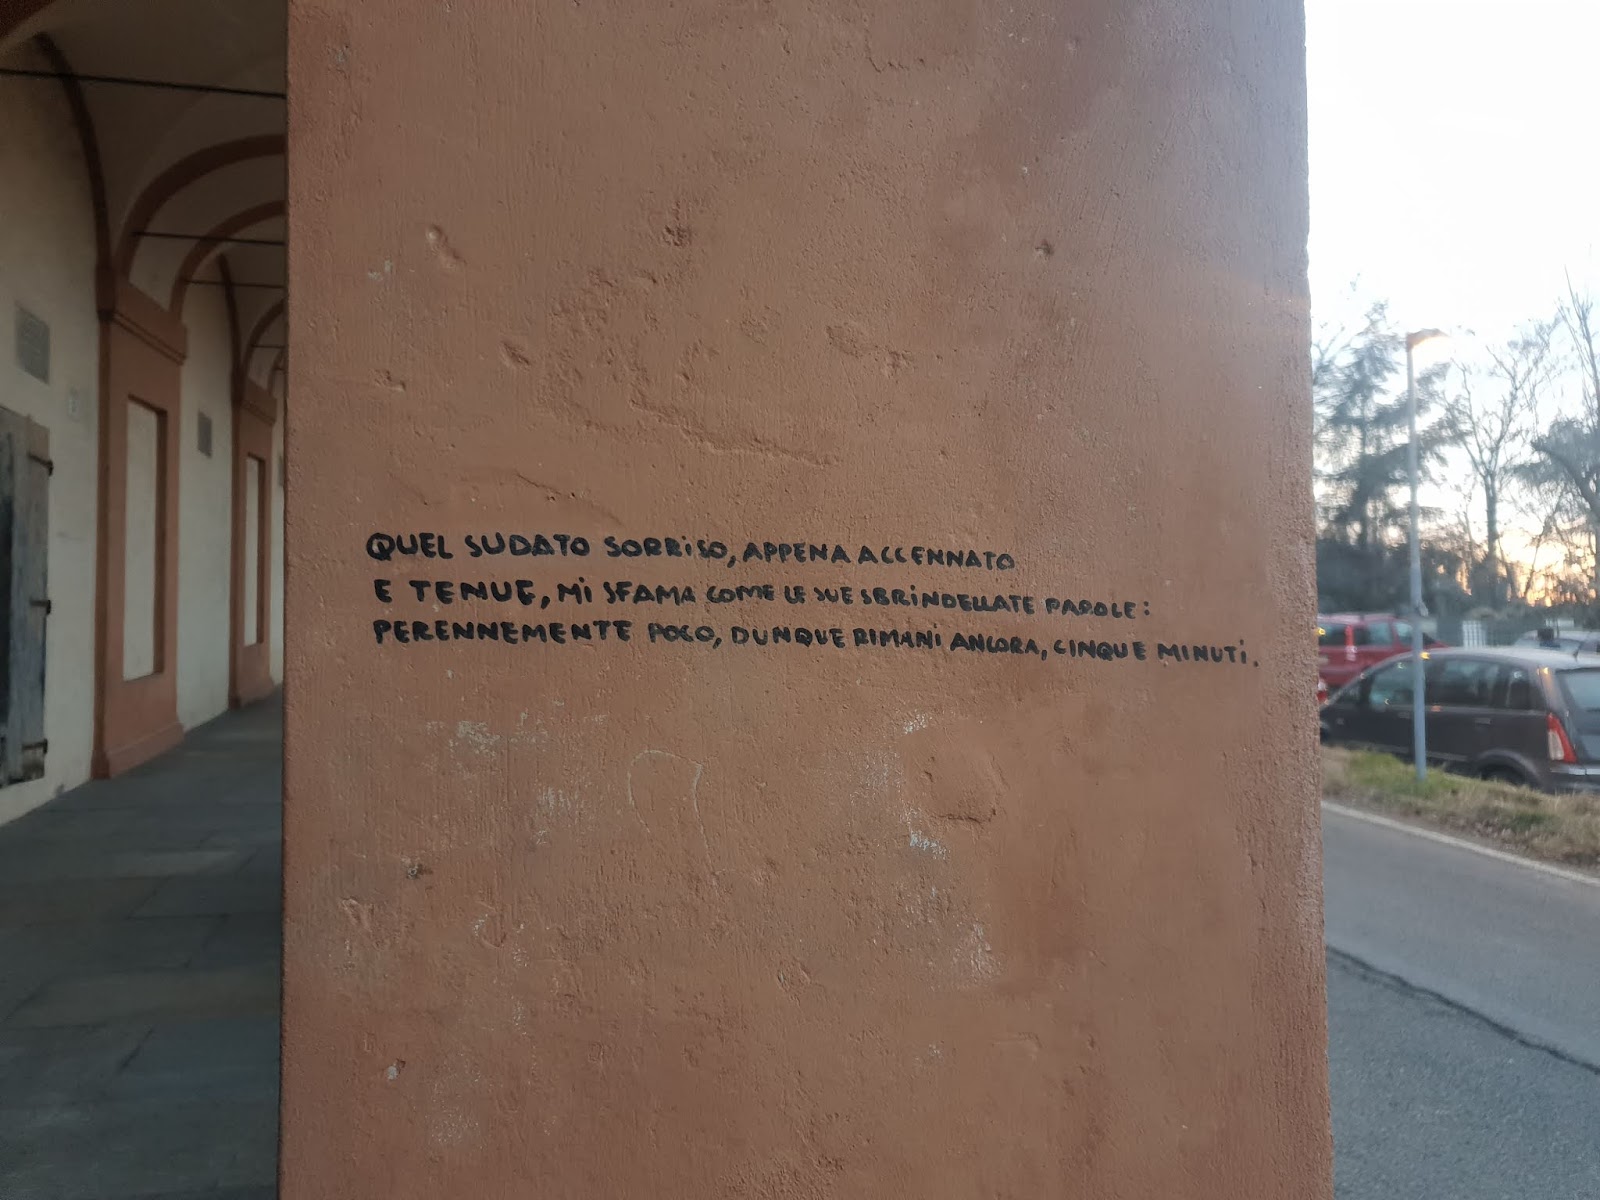 QUEL SUDATO SORRiSO, APPENA ACCENNATO
E TENUE, Mi SFAMA COME LE SUE SBRiNDELLATE PAROLE:
PERENNEMENTE POCO, DUNQUE RIMANi ANCORA, CINQUE MINUTi.